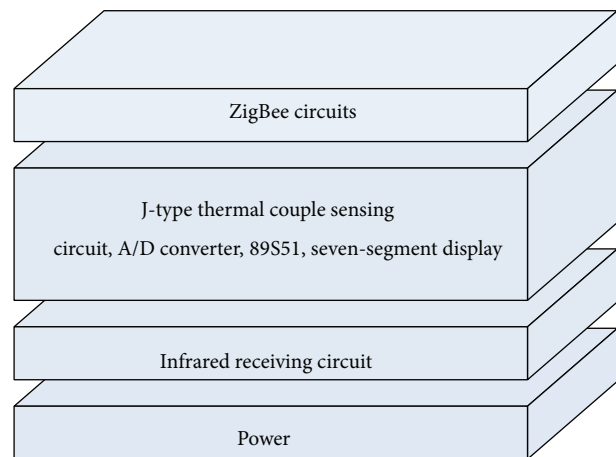 ZigBee circuits
J-type thermal couple sensing
circuit, A/D converter, 89S51, seven-segment display
Infrared receiving circuit
Power